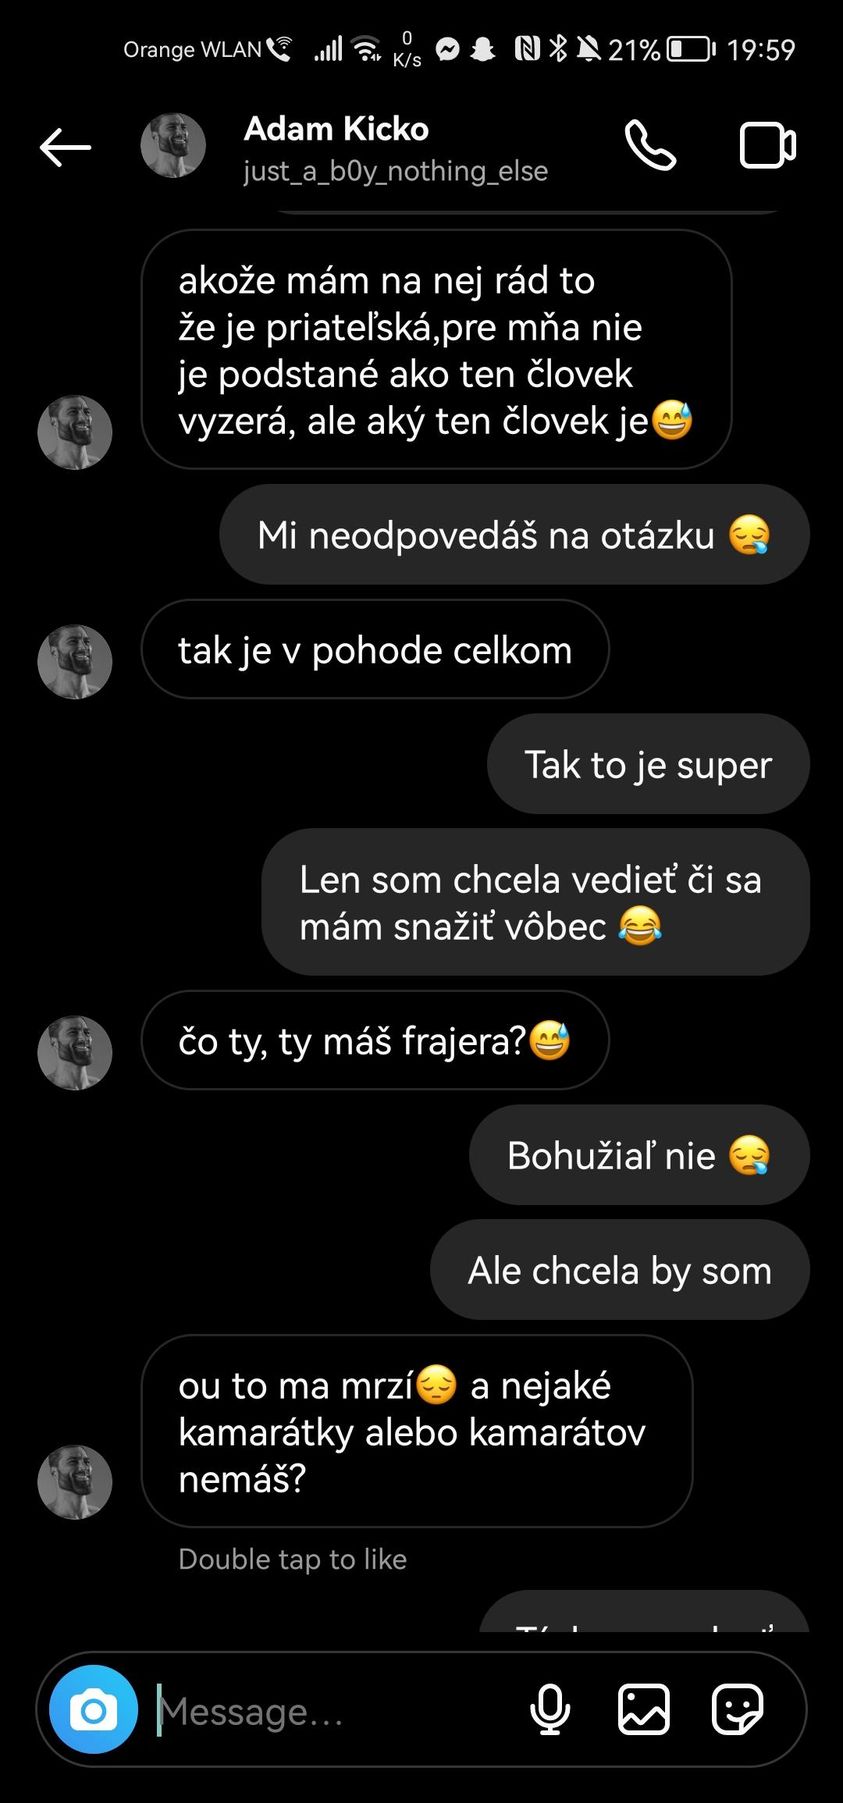 Orange WLAN 0 K/s 21% 19:59
Adam Kicko
just_a_b0y_nothing_else
akože mám na nej rád to
že je priateľská,pre mňa nie
je podstané ako ten človek
vyzerá, ale aký ten človek je😅
Mi neodpovedáš na otázku 😪
tak je v pohode celkom
Tak to je super
Len som chcela vedieť či sa
mám snažiť vôbec 😂
čo ty, ty máš frajera?😅
Bohužiaľ nie 😪
Ale chcela by som
ou to ma mrzí😔 a nejaké
kamarátky alebo kamarátov
nemáš?
Double tap to like
Message...